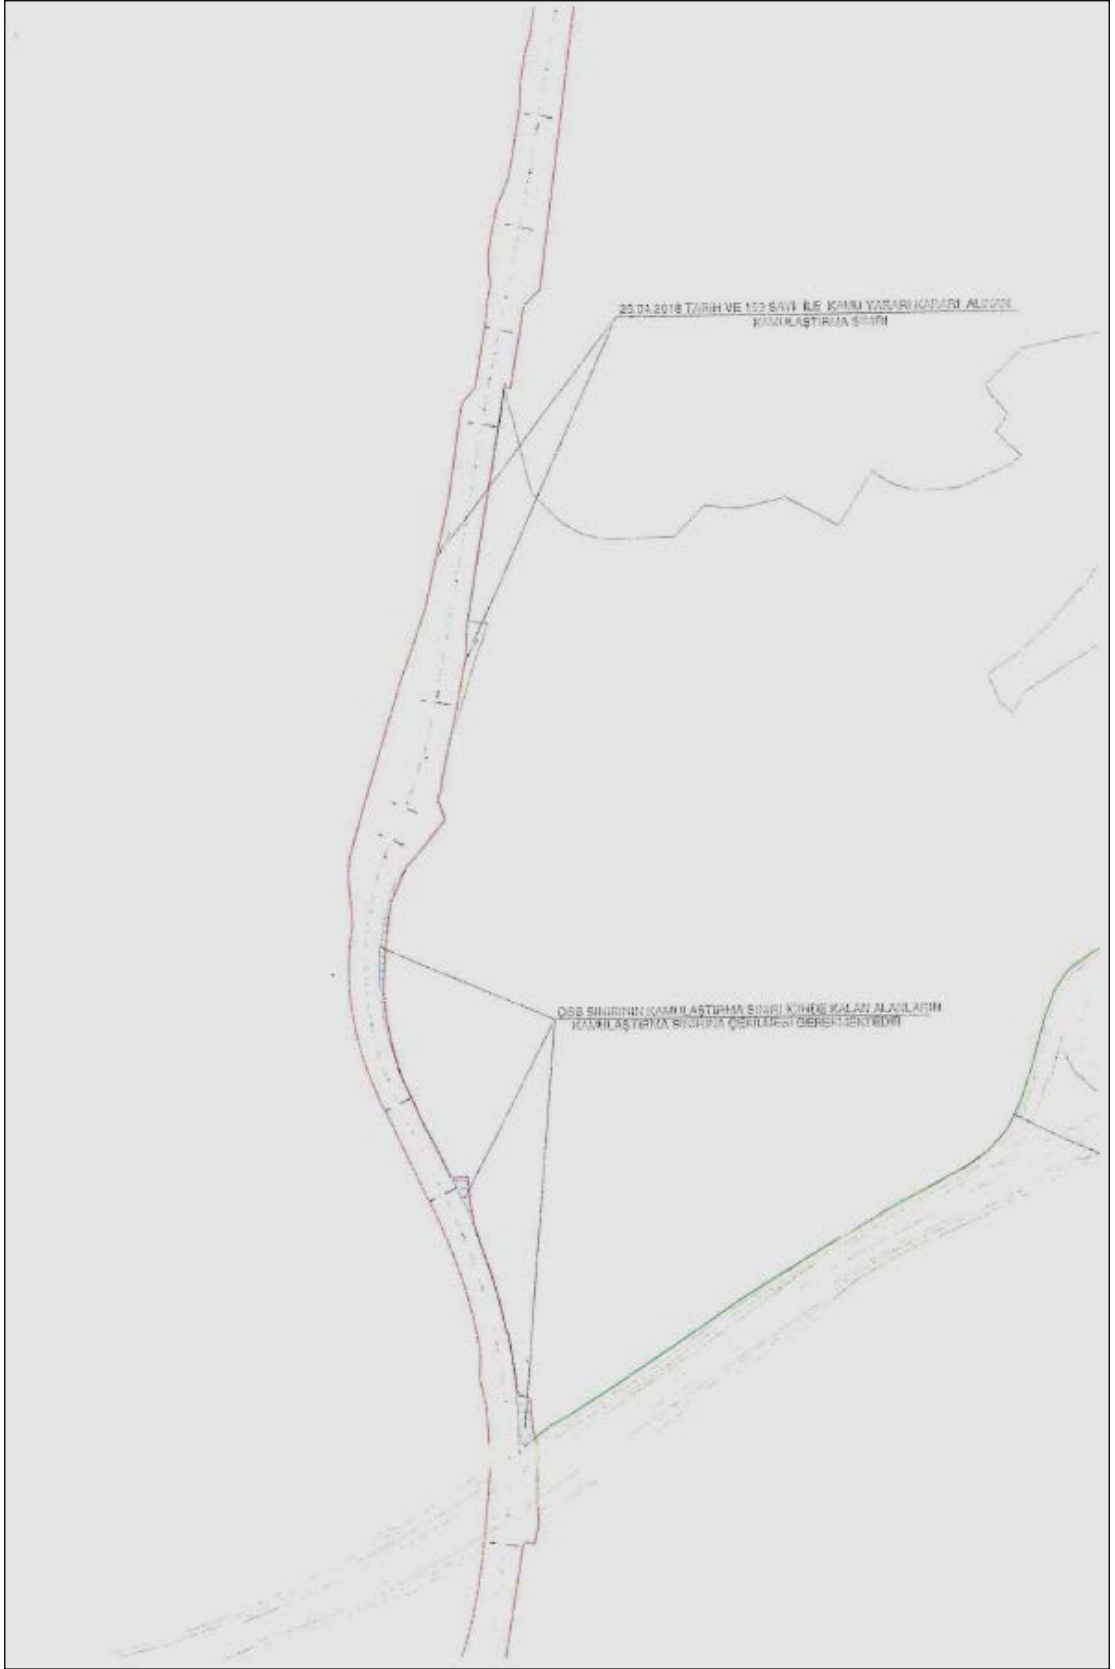 TARİH VE SAYI İLE KAMU YARARI KARARI ALINAN
KAMULAŞTIRMA SINIRI
OSB SINIRININ KAMULAŞTIRMA SINIRI İÇİNDE KALAN ALANLARIN
KAMULAŞTIRMA SINIRINA ÇEKİLMESİ GEREKMEKTEDİR